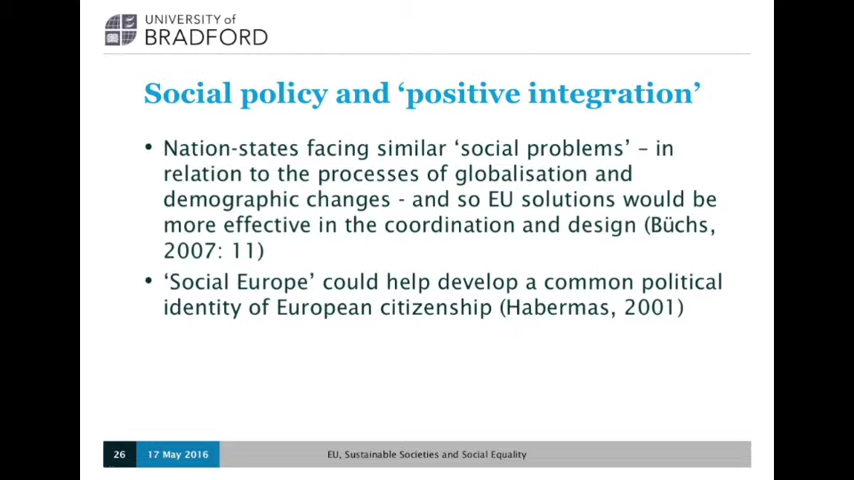 UNIVERSITY of
BRADFORD
Social policy and ‘positive integration’
• Nation-states facing similar ‘social problems’ – in
relation to the processes of globalisation and
demographic changes - and so EU solutions would be
more effective in the coordination and design (Büchs,
2007: 11)
• ‘Social Europe’ could help develop a common political
identity of European citizenship (Habermas, 2001)
26 17 May 2016 EU, Sustainable Societies and Social Equality